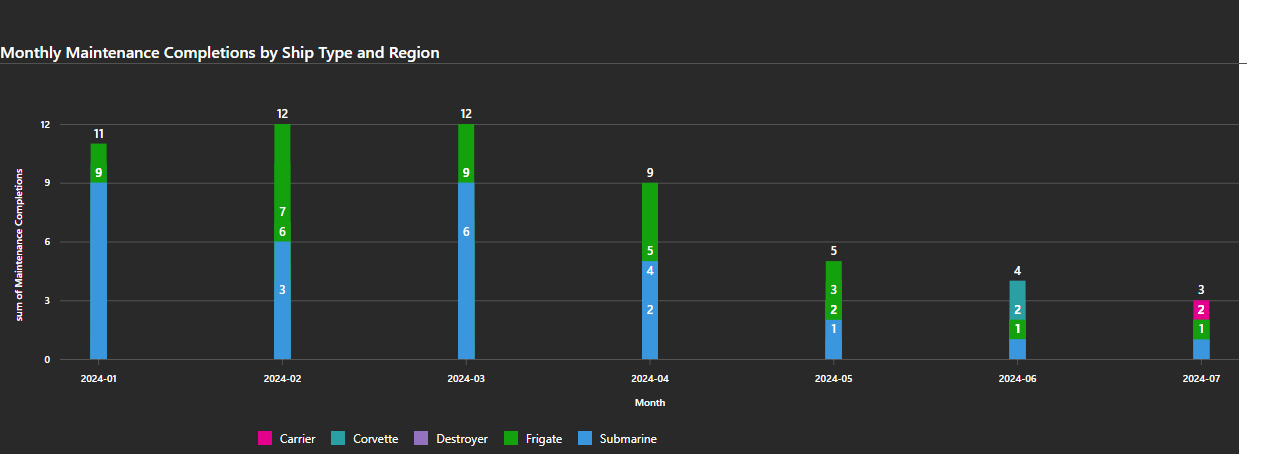 Monthly Maintenance Completions by Ship Type and Region
12 12
11
12
9
9 9 9
7
6 6 6
5 5
4 4
3 3 3 3
2 2 2 2
1 1 1
0
sum of Maintenance Completions
2024-01 2024-02 2024-03 2024-04 2024-05 2024-06 2024-07
Month
Carrier Corvette Destroyer Frigate Submarine